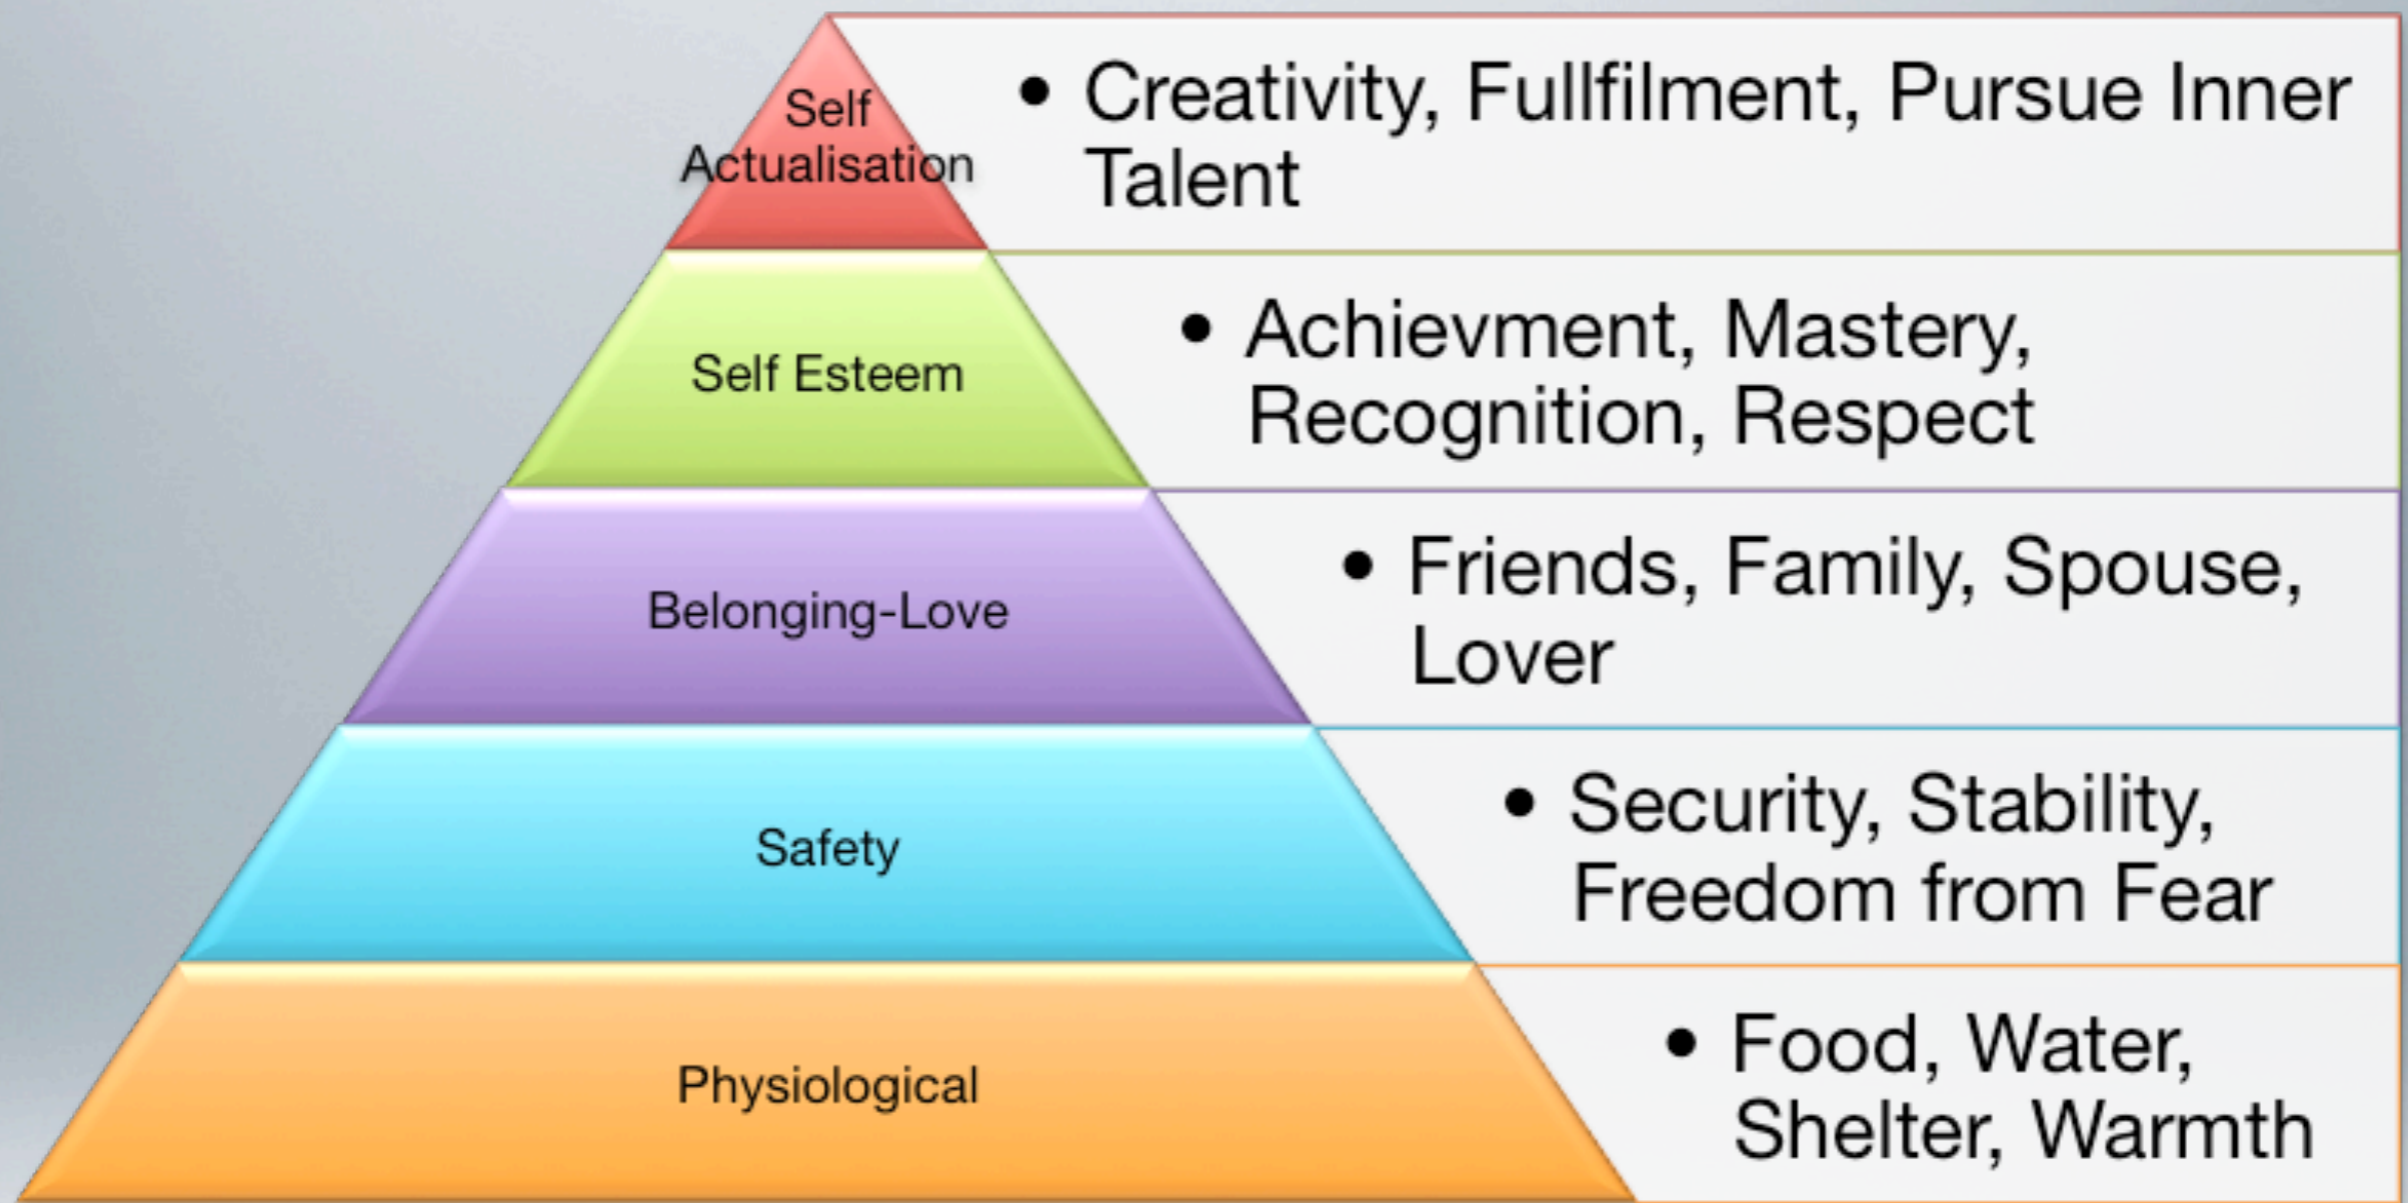 Self
Actualisation
• Creativity, Fullfilment, Pursue Inner
Talent
Self Esteem
• Achievment, Mastery,
Recognition, Respect
Belonging-Love
• Friends, Family, Spouse,
Lover
Safety
• Security, Stability,
Freedom from Fear
Physiological
• Food, Water,
Shelter, Warmth